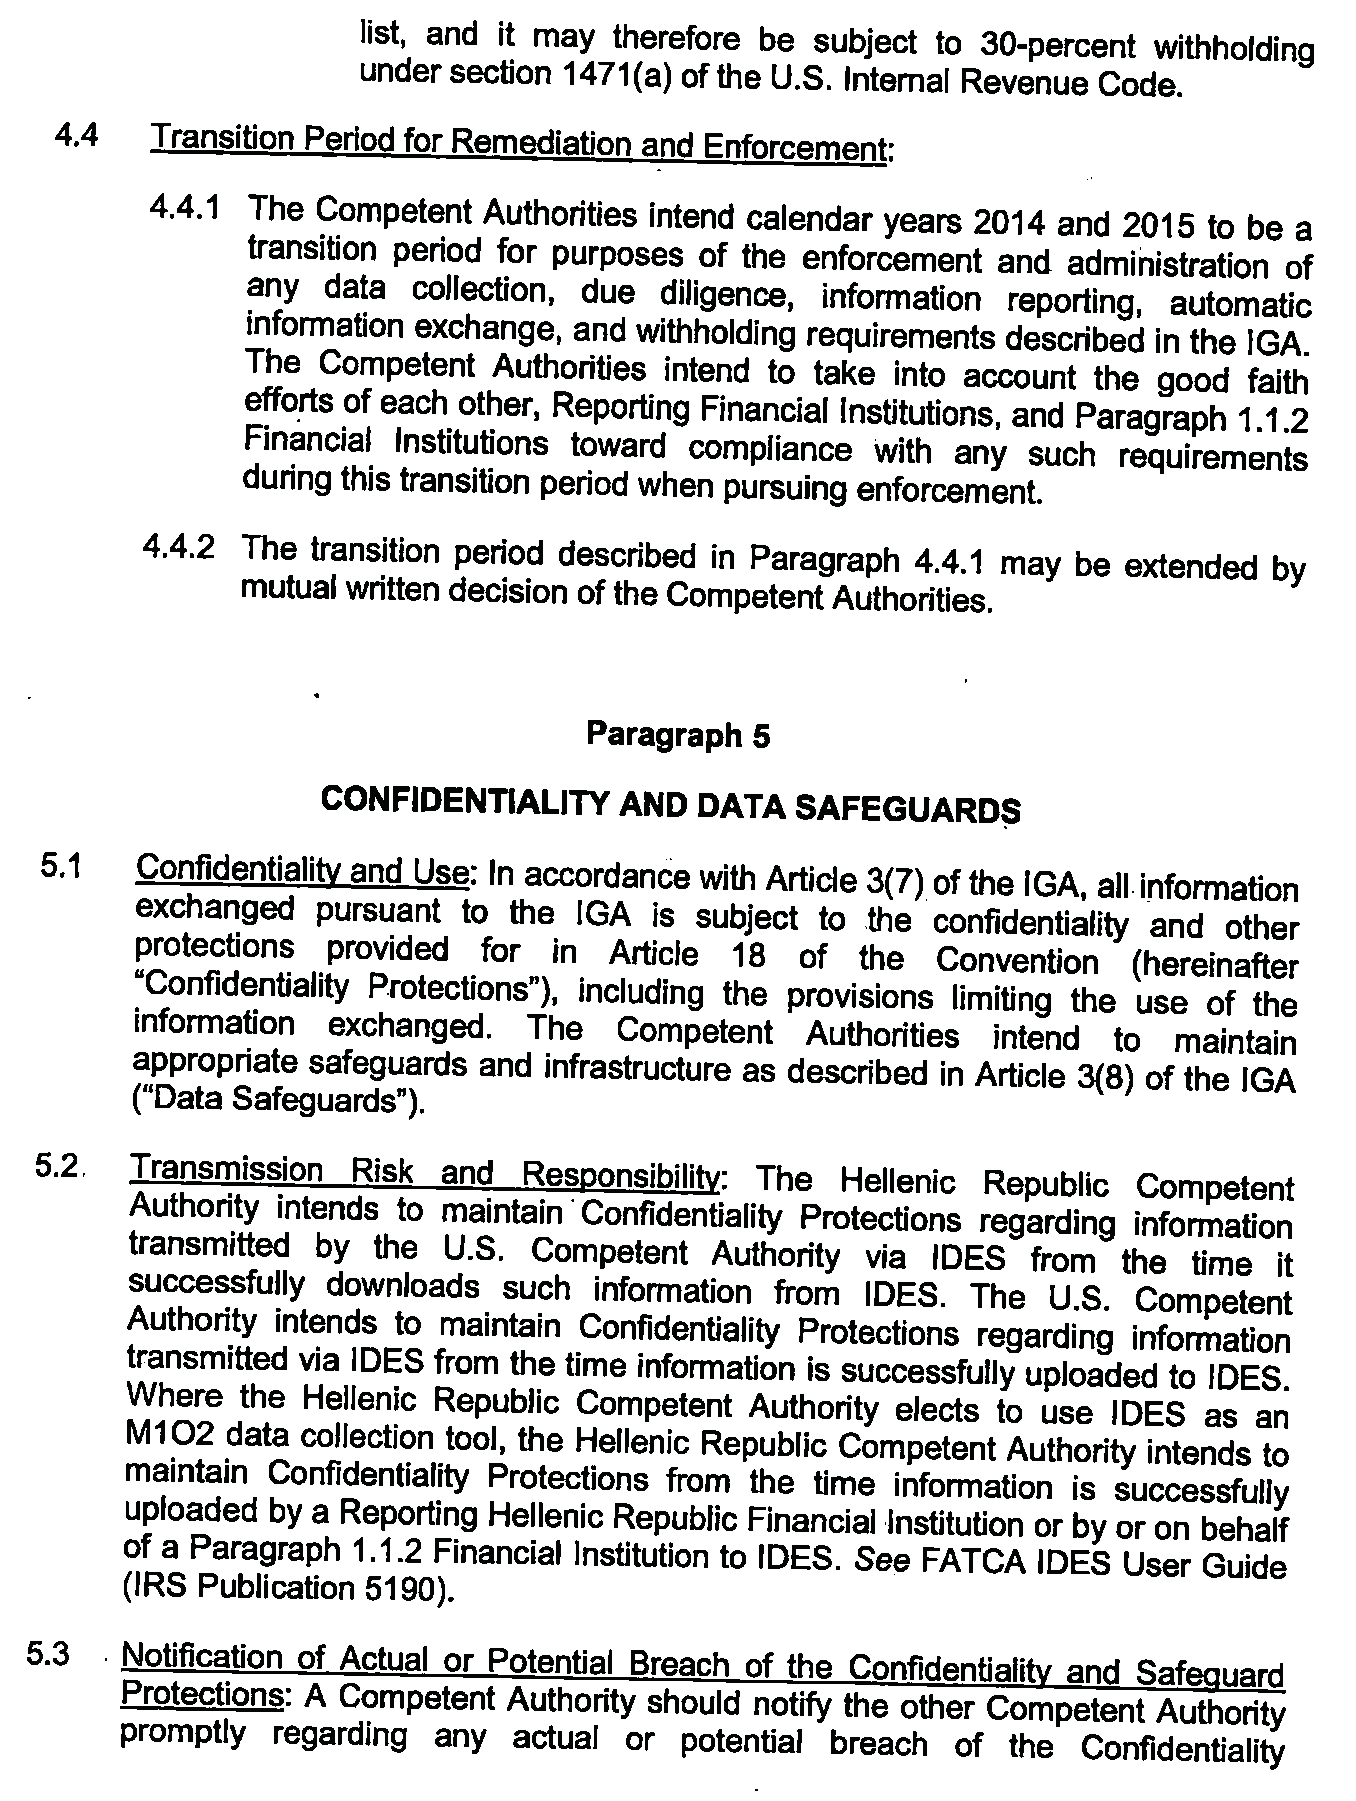 list, and it may therefore be subject to 30-percent withholding
under section 1471(a) of the U.S. Internal Revenue Code.
4.4 Transition Period for Remediation and Enforcement:
4.4.1 The Competent Authorities intend calendar years 2014 and 2015 to be a
transition period for purposes of the enforcement and administration of
any data collection, due diligence, information reporting, automatic
information exchange, and withholding requirements described in the IGA.
The Competent Authorities intend to take into account the good faith
efforts of each other, Reporting Financial Institutions, and Paragraph 1.1.2
Financial Institutions toward compliance with any such requirements
during this transition period when pursuing enforcement.
4.4.2 The transition period described in Paragraph 4.4.1 may be extended by
mutual written decision of the Competent Authorities.
Paragraph 5
CONFIDENTIALITY AND DATA SAFEGUARDS
5.1 Confidentiality and Use: In accordance with Article 3(7) of the IGA, all information
exchanged pursuant to the IGA is subject to the confidentiality and other
protections provided for in Article 18 of the Convention (hereinafter
“Confidentiality Protections”), including the provisions limiting the use of the
information exchanged. The Competent Authorities intend to maintain
appropriate safeguards and infrastructure as described in Article 3(8) of the IGA
(“Data Safeguards”).
5.2 Transmission Risk and Responsibility: The Hellenic Republic Competent
Authority intends to maintain Confidentiality Protections regarding information
transmitted by the U.S. Competent Authority via IDES from the time it
successfully downloads such information from IDES. The U.S. Competent
Authority intends to maintain Confidentiality Protections regarding information
transmitted via IDES from the time information is successfully uploaded to IDES.
Where the Hellenic Republic Competent Authority elects to use IDES as an
M1O2 data collection tool, the Hellenic Republic Competent Authority intends to
maintain Confidentiality Protections from the time information is successfully
uploaded by a Reporting Hellenic Republic Financial Institution or by or on behalf
of a Paragraph 1.1.2 Financial Institution to IDES. See FATCA IDES User Guide
(IRS Publication 5190).
5.3 Notification of Actual or Potential Breach of the Confidentiality and Safeguard
Protections: A Competent Authority should notify the other Competent Authority
promptly regarding any actual or potential breach of the Confidentiality